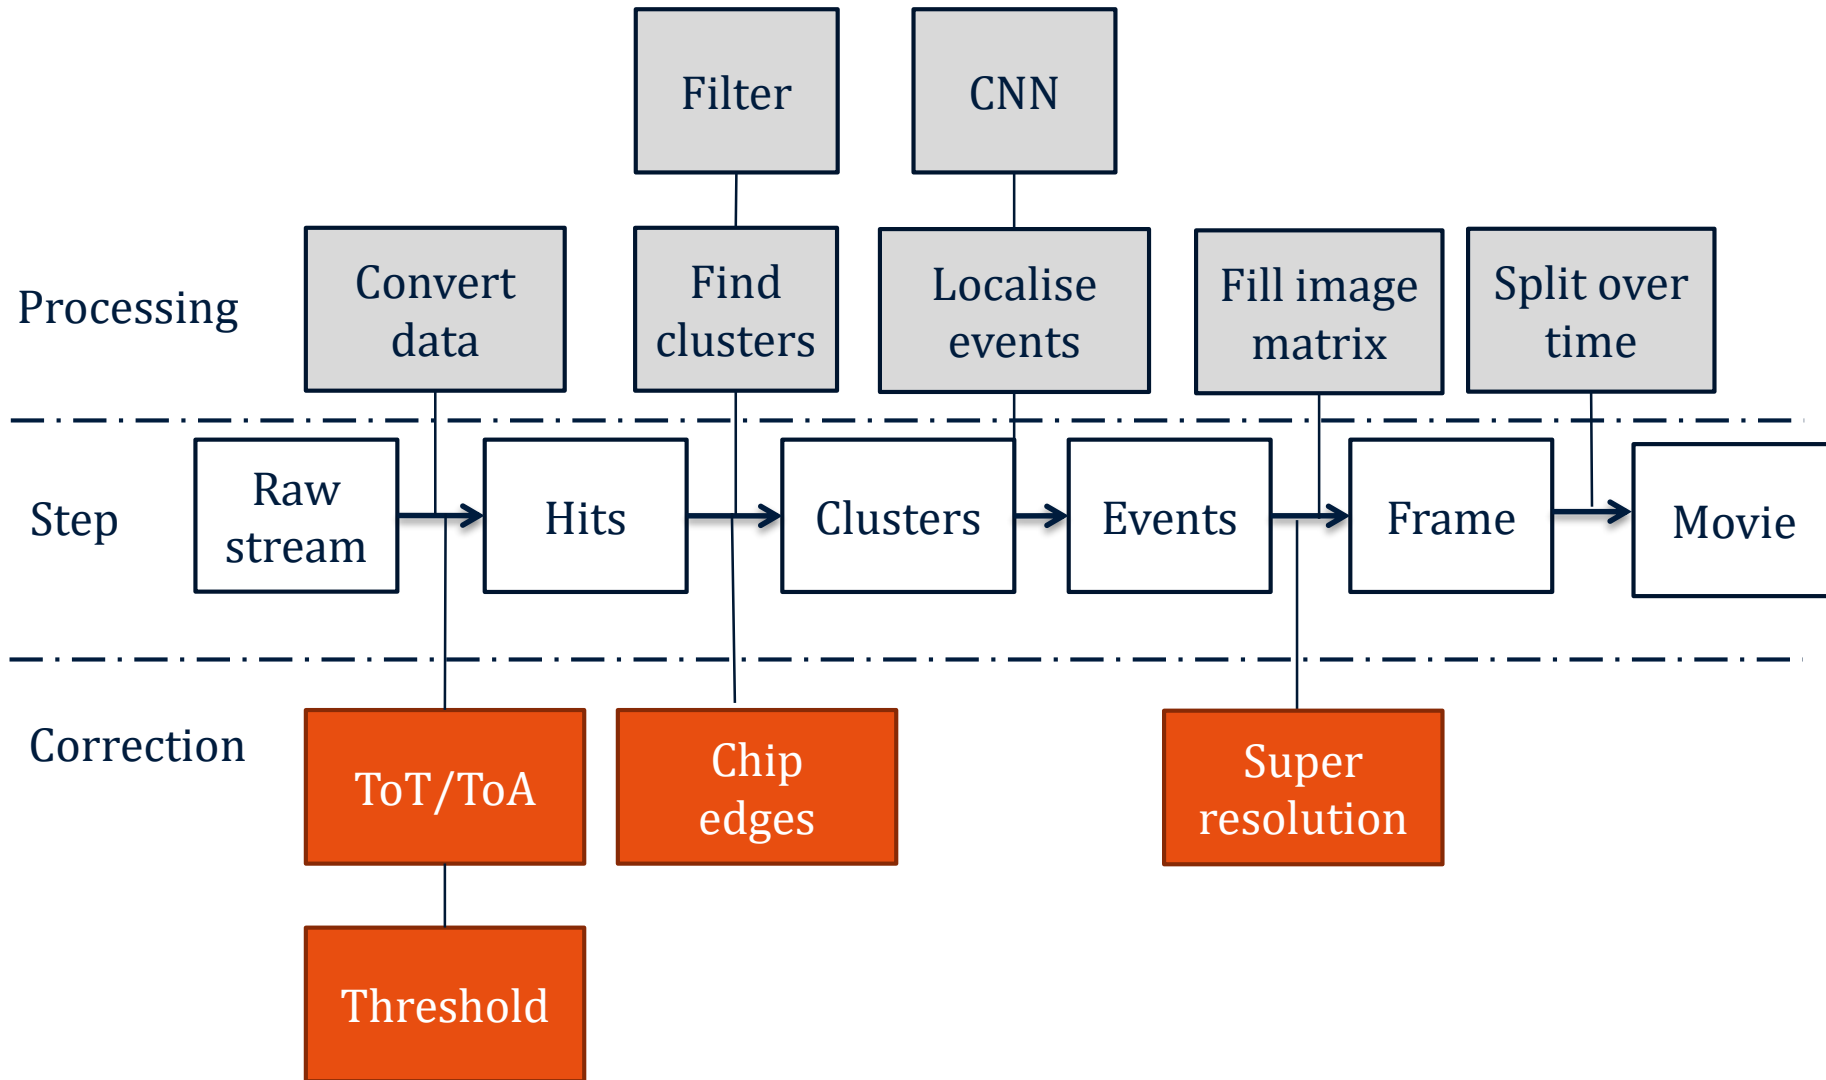 Filter
CNN
Processing
Convert
data
Find
clusters
Localise
events
Fill image
matrix
Split over
time
Step
Raw
stream
Hits
Clusters
Events
Frame
Movie
Correction
ToT/ToA
Chip
edges
Super
resolution
Threshold